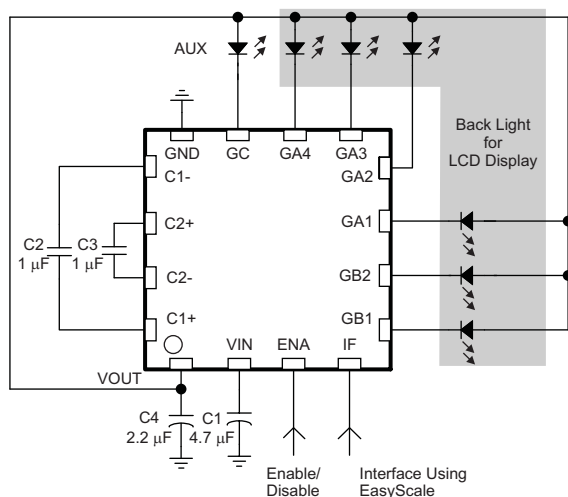 AUX
Back Light
for
LCD Display
GND
GC
GA4
GA3
C1-
GA2
C2+
GA1
C2
1 μF
C3
1 μF
C2-
GB2
C1+
GB1
VIN
ENA
IF
VOUT
C4
2.2 μF
C1
4.7 μF
Enable/
Disable
Interface Using
EasyScale